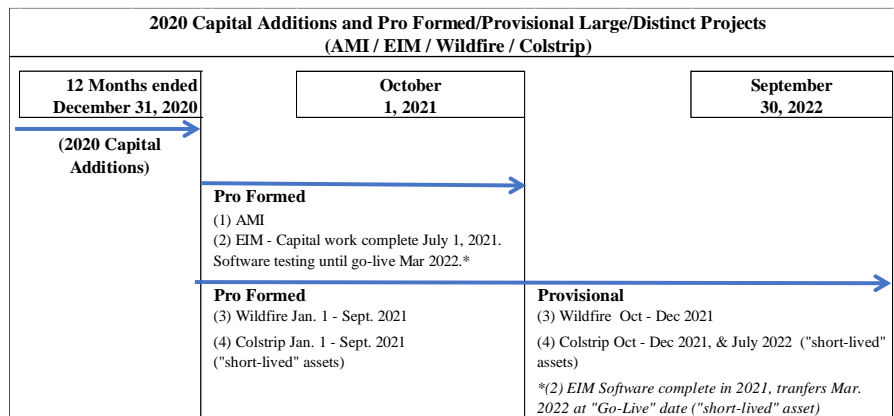 2020 Capital Additions and Pro Formed/Provisional Large/Distinct Projects
(AMI / EIM / Wildfire / Colstrip)
12 Months ended
December 31, 2020
October
1, 2021
September
30, 2022
(2020 Capital
Additions)
Pro Formed
(1) AMI
(2) EIM - Capital work complete July 1, 2021.
Software testing until go-live Mar 2022.*
Pro Formed
(3) Wildfire Jan. 1 - Sept. 2021
(4) Colstrip Jan. 1 - Sept. 2021
("short-lived" assets)
Provisional
(3) Wildfire Oct - Dec 2021
(4) Colstrip Oct - Dec 2021, & July 2022 ("short-lived"
assets)
*(2) EIM Software complete in 2021, tranfers Mar.
2022 at "Go-Live" date ("short-lived" asset)